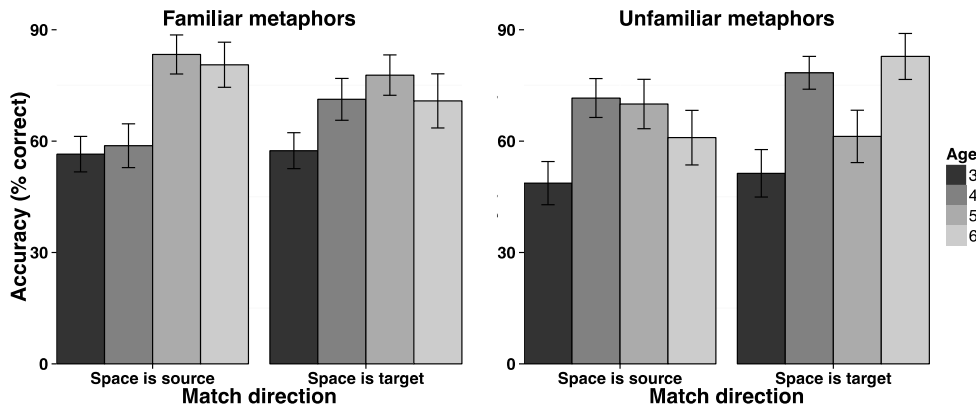 Familiar metaphors
Unfamiliar metaphors
Accuracy (% correct)
90
60
30
0
Space is source
Space is target
Match direction
90
60
30
0
Space is source
Space is target
Match direction
Age
3
4
5
6